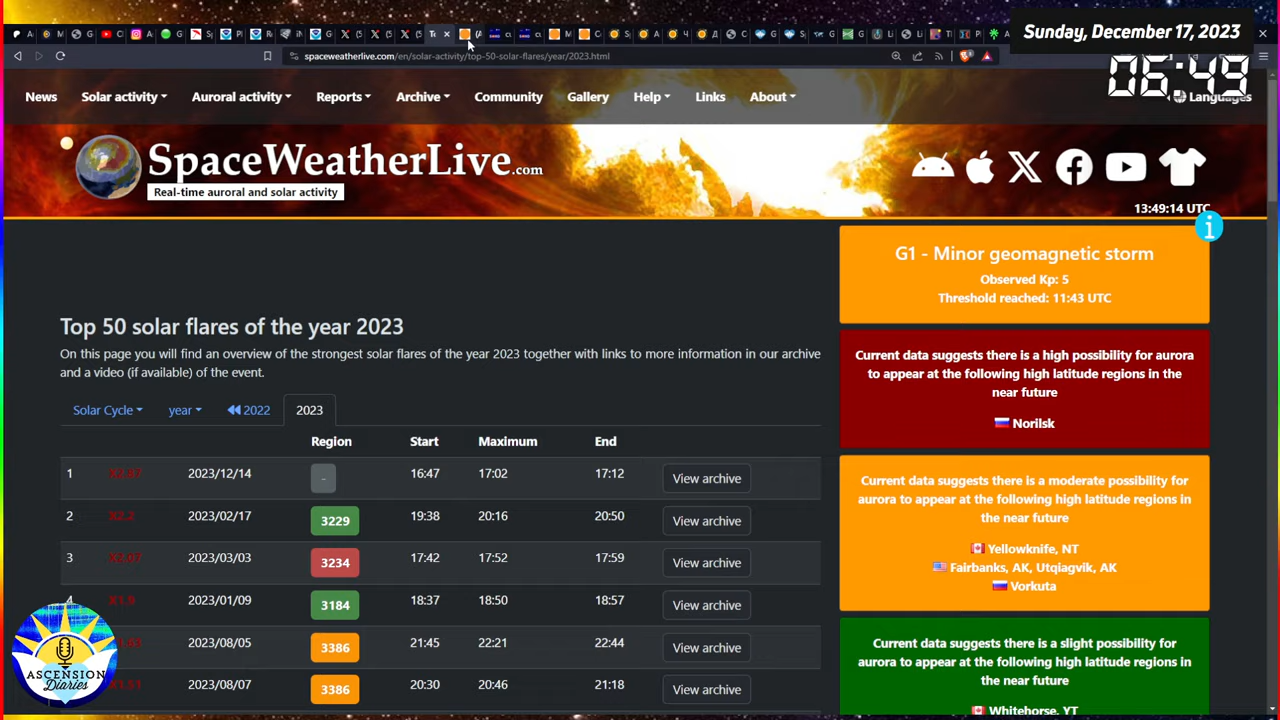 Sunday, December 17, 2023
06:49
spaceweatherlive.com/en/solar-activity/top-50-solar-flares/year/2023.html
News Solar activity Auroral activity Reports Archive Community Gallery Help Links About Languages
SpaceWeatherLive.com
Real-time auroral and solar activity
13:49:14 UTC
G1 - Minor geomagnetic storm
Observed Kp: 5
Threshold reached: 11:43 UTC
Top 50 solar flares of the year 2023
On this page you will find an overview of the strongest solar flares of the year 2023 together with links to more information in our archive
and a video (if available) of the event.
Solar Cycle year 2022 2023
Region Start Maximum End
1 X2.87 2023/12/14 - 16:47 17:02 17:12 View archive
2 X2.2 2023/02/17 3229 19:38 20:16 20:50 View archive
3 X2.07 2023/03/03 3234 17:42 17:52 17:59 View archive
4 X1.9 2023/01/09 3184 18:37 18:50 18:57 View archive
2023/08/05 3386 21:45 22:21 22:44 View archive
2023/08/07 3386 20:30 20:46 21:18 View archive
Current data suggests there is a high possibility for aurora
to appear at the following high latitude regions in the
near future
Norilsk
Current data suggests there is a moderate possibility for
aurora to appear at the following high latitude regions in
the near future
Yellowknife, NT
Fairbanks, AK, Utqiagvik, AK
Vorkuta
Current data suggests there is a slight possibility for
aurora to appear at the following high latitude regions in
the near future
Whitehorse, YT
ASCENSION
Diaries